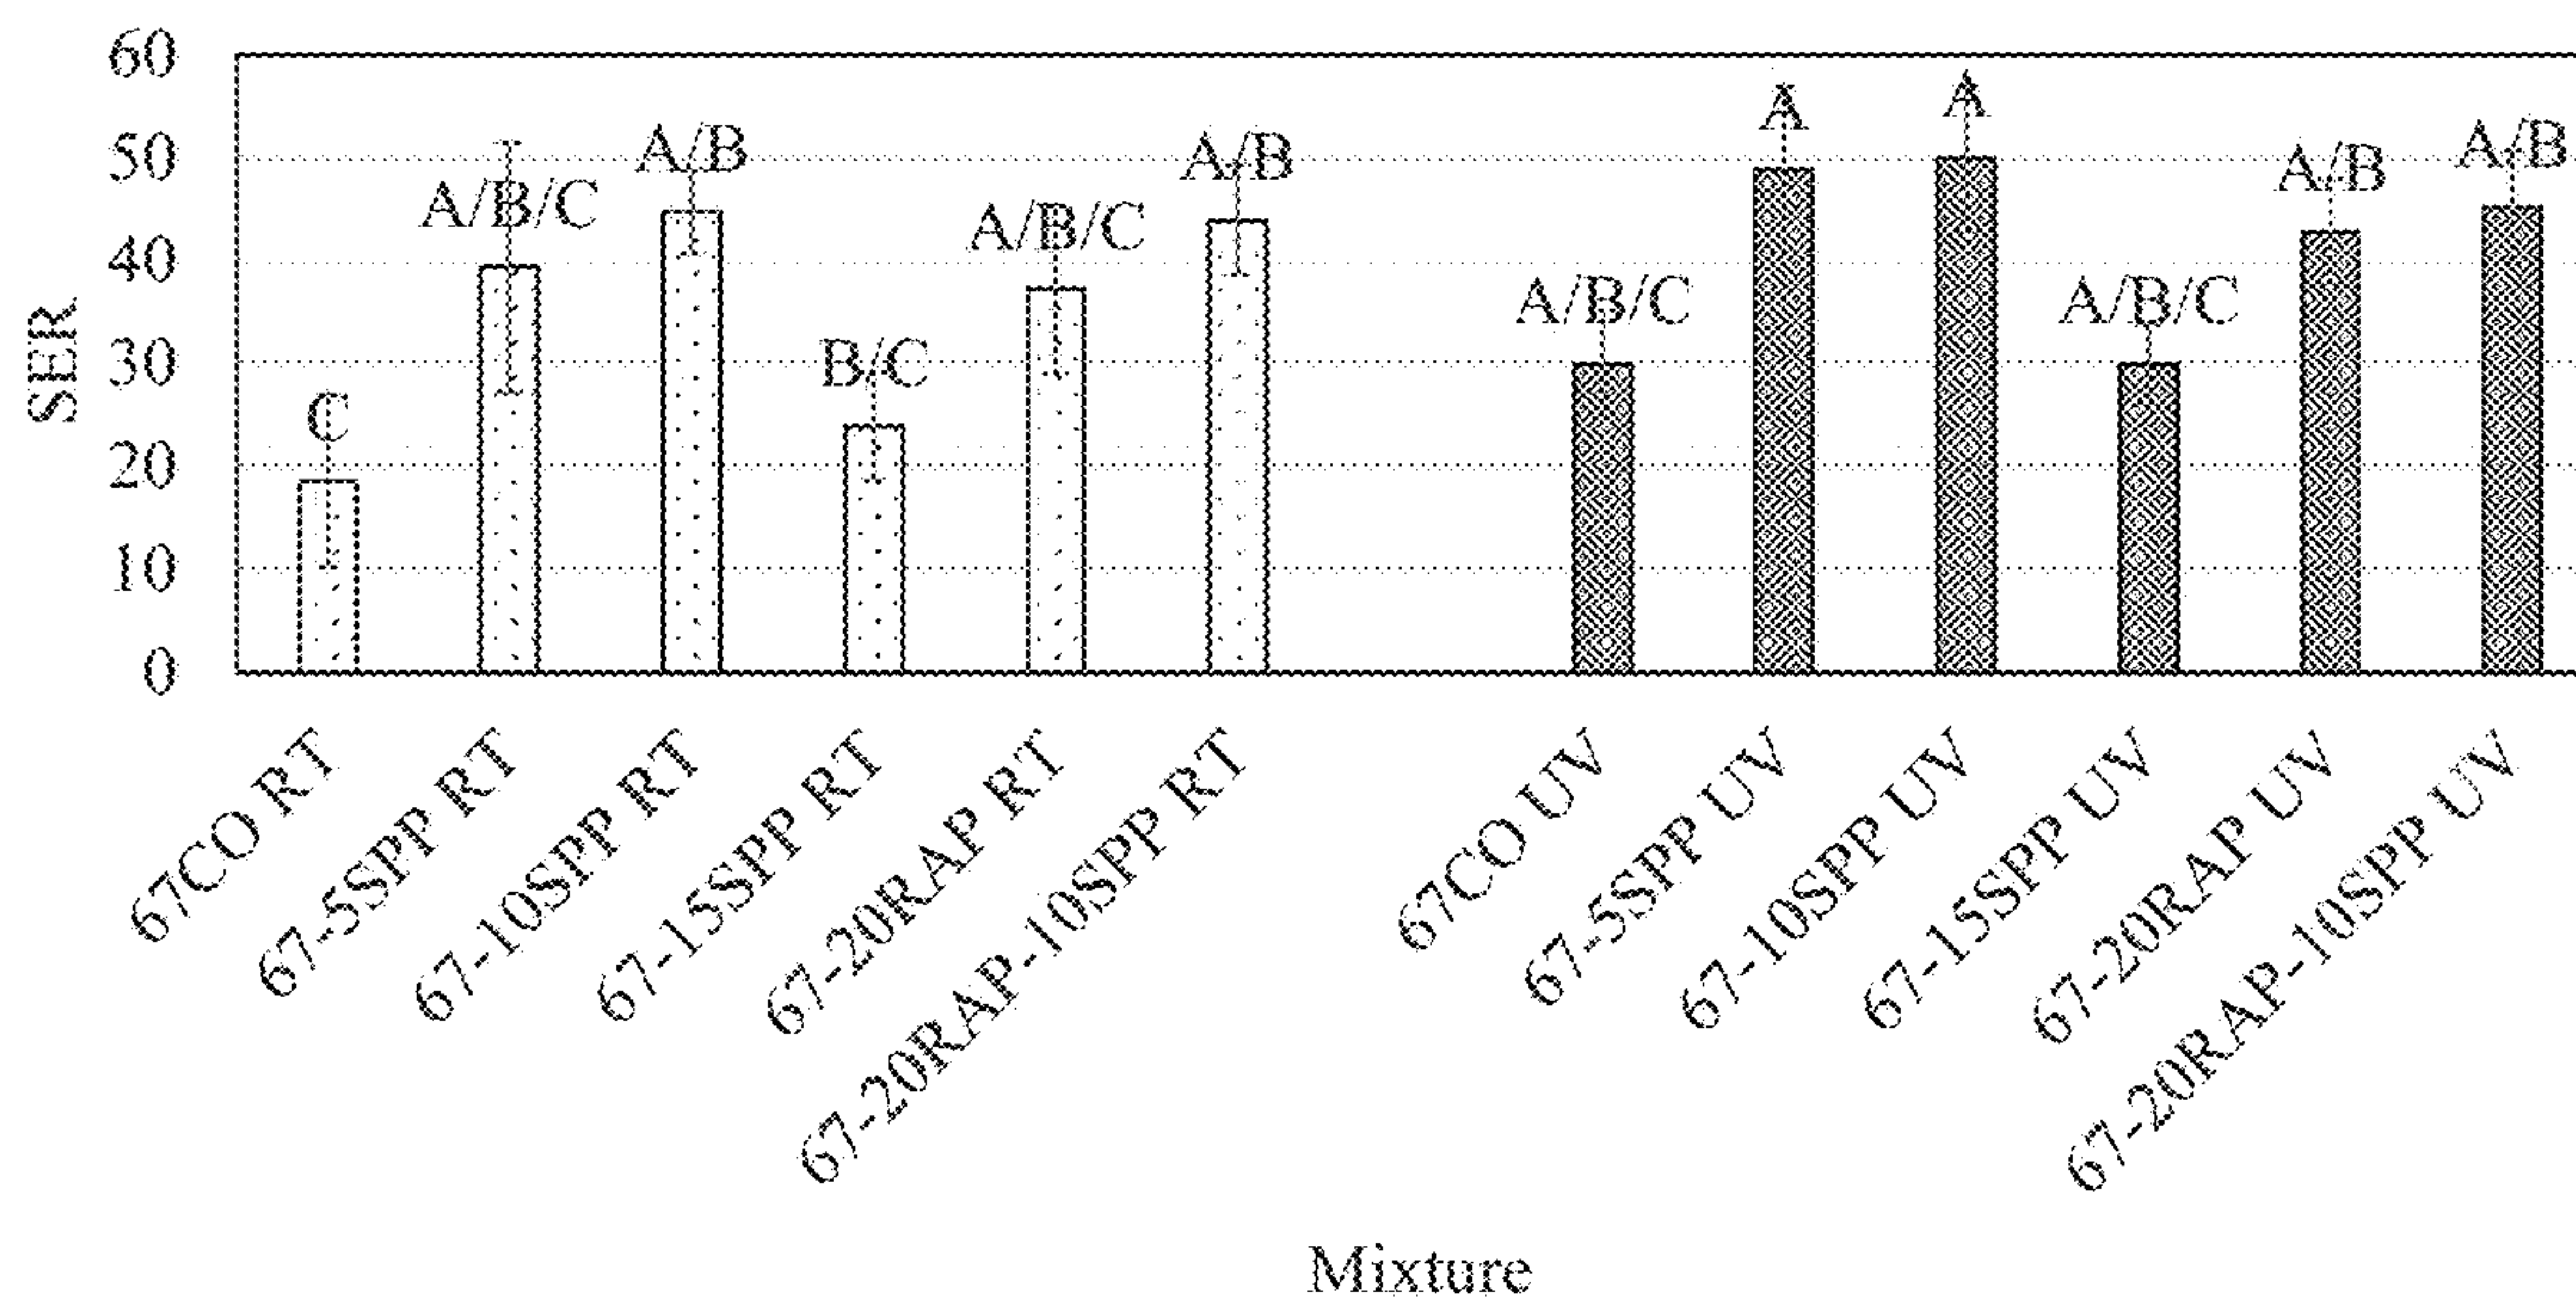 60
50
40
30
20
10
0
SER
C
A/B/C
A/B
B/C
A/B/C
A/B
A/B/C
A
A
A/B/C
A/B
A/B
67CO RT
67-5SPP RT
67-10SPP RT
67-15SPP RT
67-20RAP RT
67-20RAP-10SPP RT
67CO UV
67-5SPP UV
67-10SPP UV
67-15SPP UV
67-20RAP UV
67-20RAP-10SPP UV
Mixture